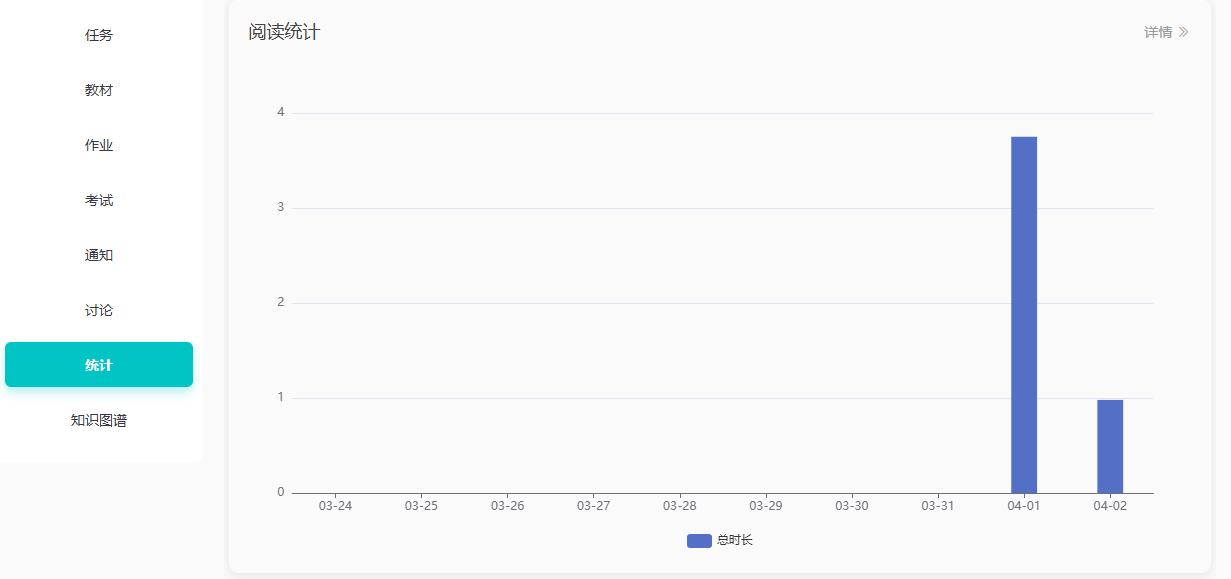 任务
教材
作业
考试
通知
讨论
统计
知识图谱
阅读统计
详情
4
3
2
1
0
03-24 03-25 03-26 03-27 03-28 03-29 03-30 03-31 04-01 04-02
总时长